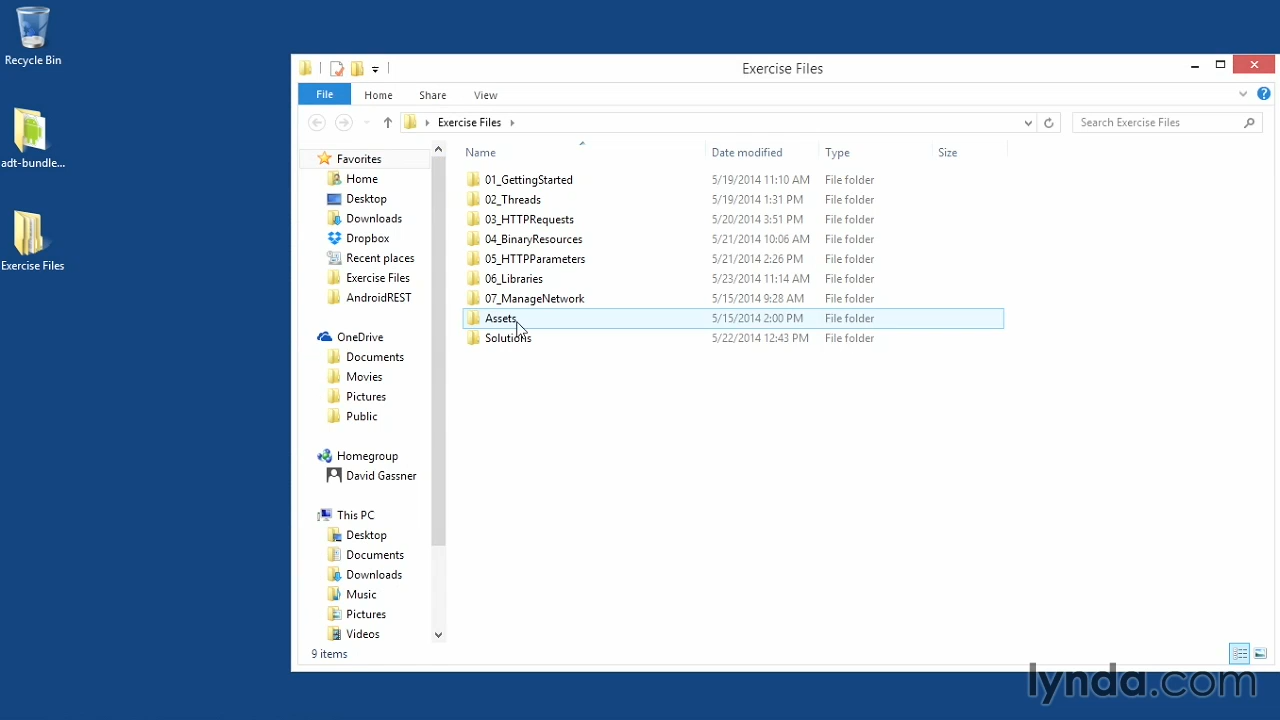 Recycle Bin
adt-bundle...
Exercise Files
Exercise Files
File Home Share View
Exercise Files
Search Exercise Files
Name Date modified Type Size
Favorites
Home
Desktop
Downloads
Dropbox
Recent places
Exercise Files
AndroidREST
OneDrive
Documents
Movies
Pictures
Public
Homegroup
David Gassner
This PC
Desktop
Documents
Downloads
Music
Pictures
Videos
01_GettingStarted 5/19/2014 11:10 AM File folder
02_Threads 5/19/2014 1:31 PM File folder
03_HTTPRequests 5/20/2014 3:51 PM File folder
04_BinaryResources 5/21/2014 10:06 AM File folder
05_HTTPParameters 5/21/2014 2:26 PM File folder
06_Libraries 5/23/2014 11:14 AM File folder
07_ManageNetwork 5/15/2014 9:28 AM File folder
Assets 5/15/2014 2:00 PM File folder
Solutions 5/22/2014 12:43 PM File folder
9 items
lynda.com